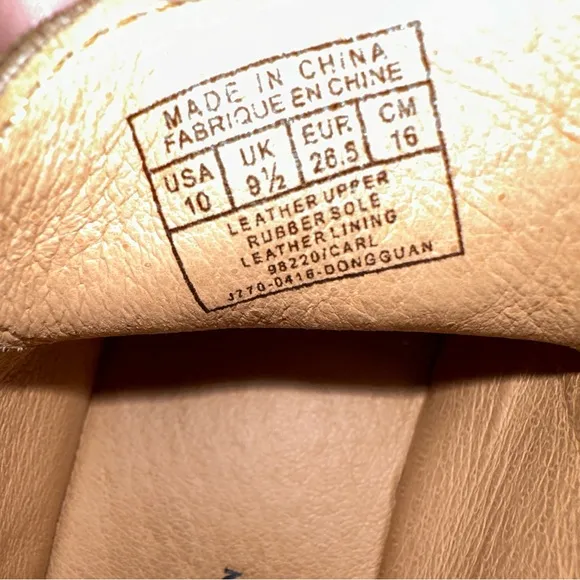 MADE IN CHINA
FABRIQUE EN CHINE
USA UK EUR. CM
10 9½ 26.5 16
LEATHER UPPER
RUBBER SOLE
LEATHER LINING
98220/CARL
J770-0416-DONGGUAN